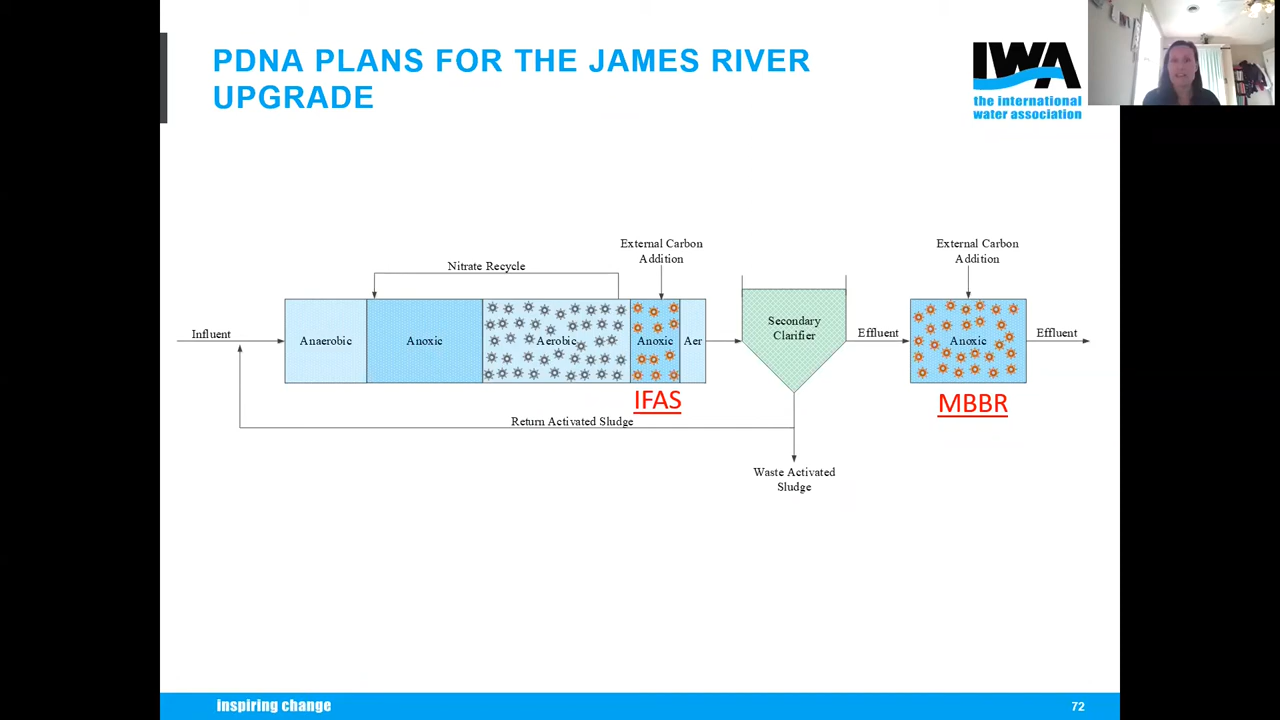 PDNA PLANS FOR THE JAMES RIVER
UPGRADE
IWA
the international
water association
External Carbon
Addition
External Carbon
Addition
Nitrate Recycle
Influent
Anaerobic
Anoxic
Aerobic
Anoxic
Aer
Secondary
Clarifier
Effluent
Anoxic
Effluent
IFAS
MBBR
Return Activated Sludge
Waste Activated
Sludge
inspiring change
72